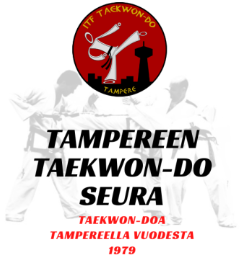 ITF TAEKWON-DO
TAMPERE
TAMPEREEN
TAEKWON-DO
SEURA
TAEKWON-DOA
TAMPEREELLA VUODESTA
1979